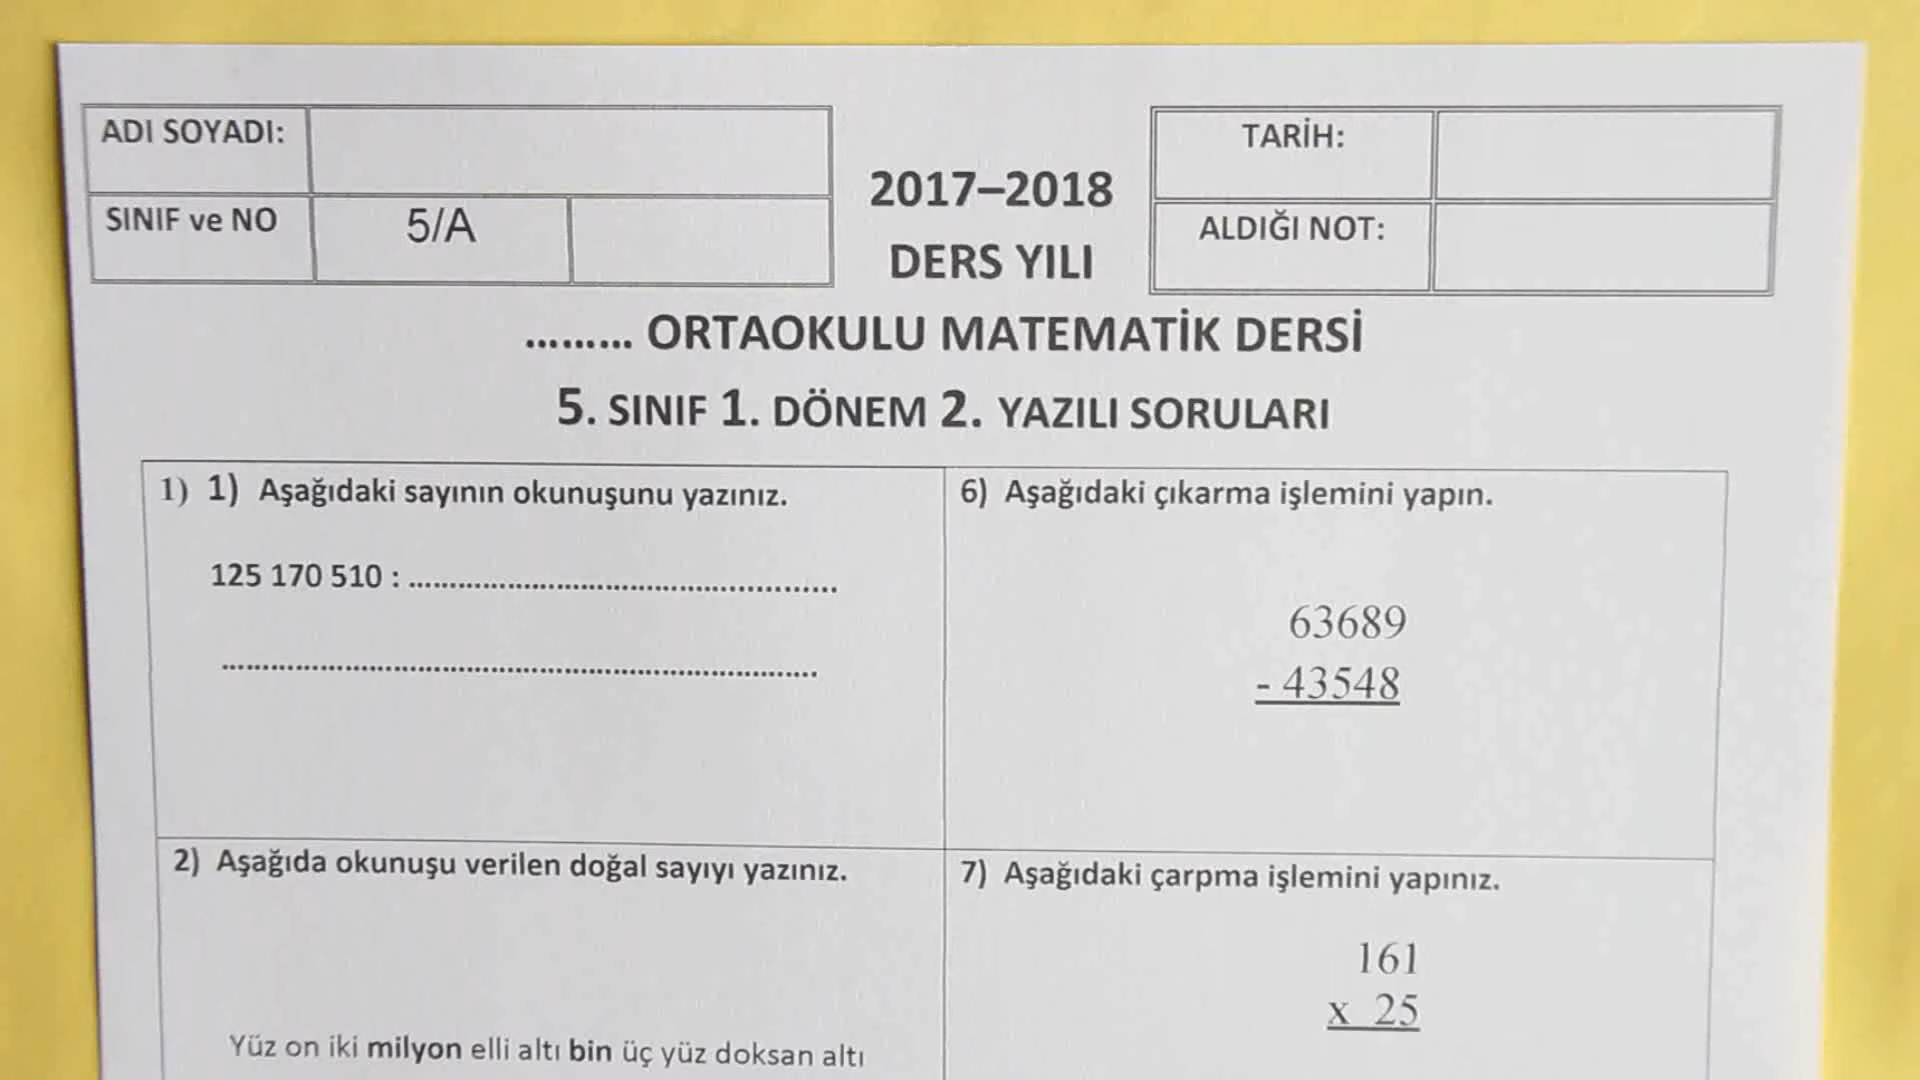 ADI SOYADI:
SINIF ve NO 5/A
2017–2018
DERS YILI
TARİH:
ALDIĞI NOT:
......... ORTAOKULU MATEMATİK DERSİ
5. SINIF 1. DÖNEM 2. YAZILI SORULARI
1) 1) Aşağıdaki sayının okunuşunu yazınız.
125 170 510 : ....................................................
........................................................................
2) Aşağıda okunuşu verilen doğal sayıyı yazınız.
Yüz on iki milyon elli altı bin üç yüz doksan altı
6) Aşağıdaki çıkarma işlemini yapın.
63689
- 43548
7) Aşağıdaki çarpma işlemini yapınız.
161
x 25